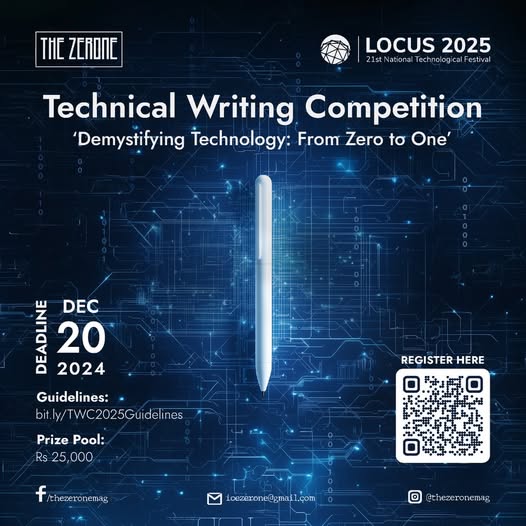 THE ZERONE
LOCUS 2025
21st National Technological Festival
Technical Writing Competition
‘Demystifying Technology: From Zero to One’
DEADLINE
DEC
20
2024
Guidelines:
bit.ly/TWC2025Guidelines
Prize Pool:
Rs 25,000
REGISTER HERE
/thezeronemag
ioezerone@gmail.com
@thezeronemag